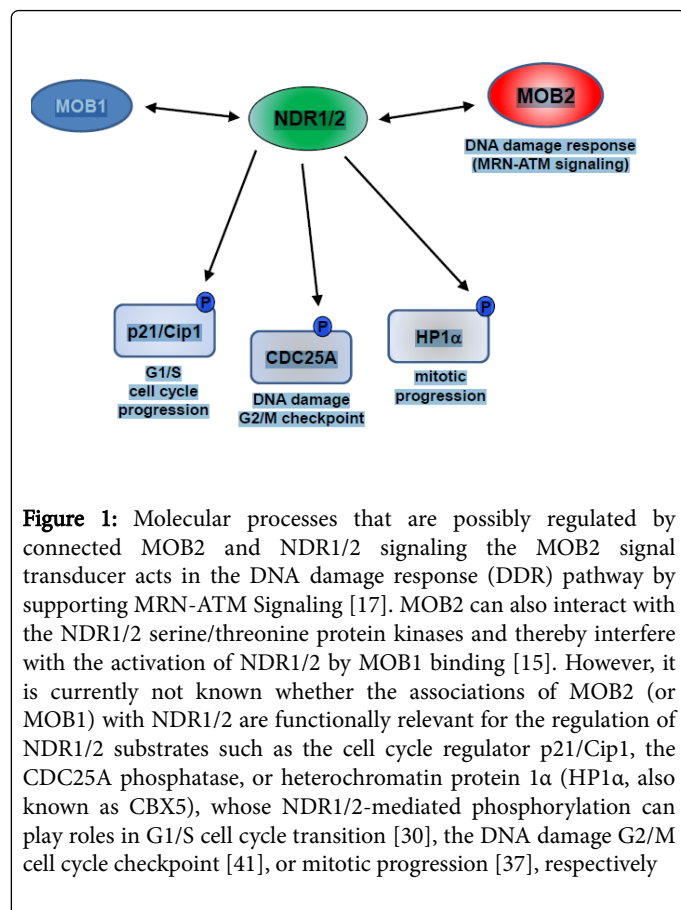 MOB1
NDR1/2
MOB2
DNA damage response
(MRN-ATM signaling)
P
p21/Cip1
G1/S
cell cycle
progression
P
CDC25A
DNA damage
G2/M checkpoint
P
HP1α
mitotic
progression
Figure 1: Molecular processes that are possibly regulated by
connected MOB2 and NDR1/2 signaling the MOB2 signal
transducer acts in the DNA damage response (DDR) pathway by
supporting MRN-ATM Signaling [17]. MOB2 can also interact with
the NDR1/2 serine/threonine protein kinases and thereby interfere
with the activation of NDR1/2 by MOB1 binding [15]. However, it
is currently not known whether the associations of MOB2 (or
MOB1) with NDR1/2 are functionally relevant for the regulation of
NDR1/2 substrates such as the cell cycle regulator p21/Cip1, the
CDC25A phosphatase, or heterochromatin protein 1α (HP1α, also
known as CBX5), whose NDR1/2-mediated phosphorylation can
play roles in G1/S cell cycle transition [30], the DNA damage G2/M
cell cycle checkpoint [41], or mitotic progression [37], respectively